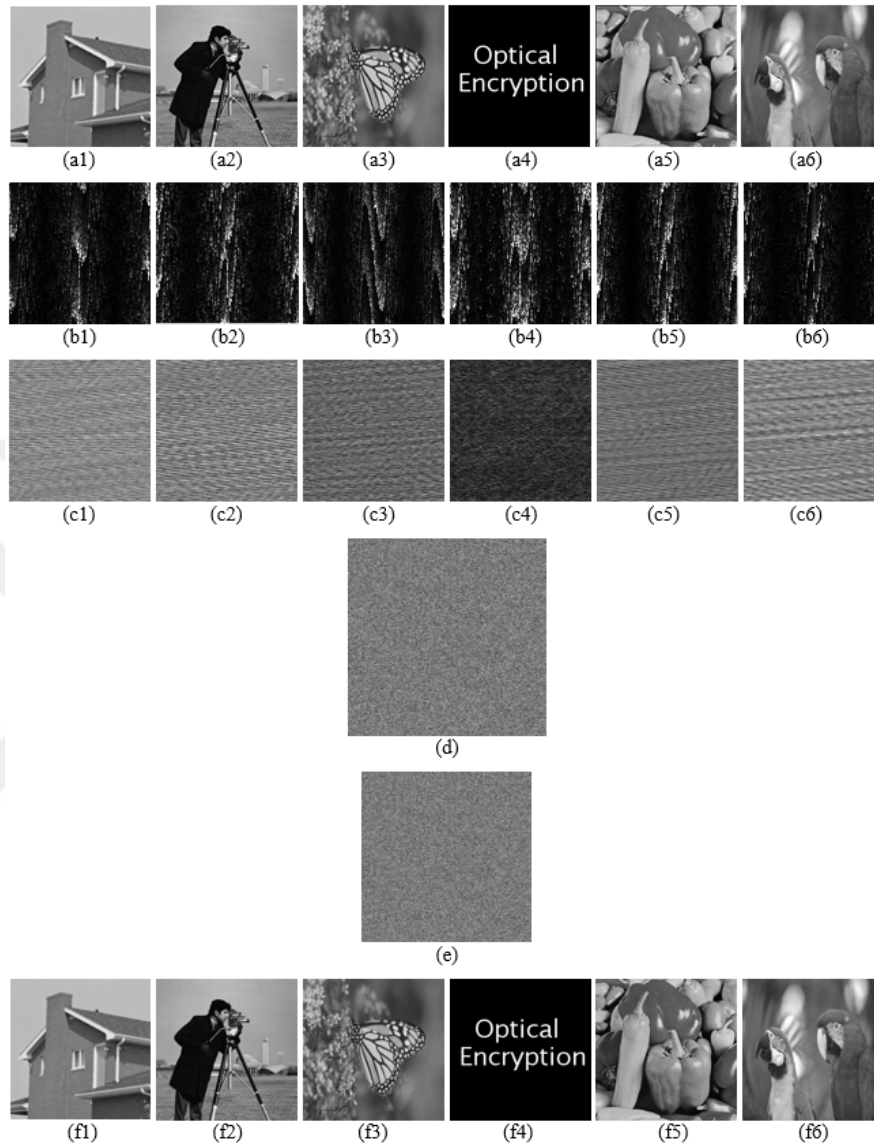 Optical
Encryption
(a1) (a2) (a3) (a4) (a5) (a6)
(b1) (b2) (b3) (b4) (b5) (b6)
(c1) (c2) (c3) (c4) (c5) (c6)
(d)
(e)
Optical
Encryption
(f1) (f2) (f3) (f4) (f5) (f6)